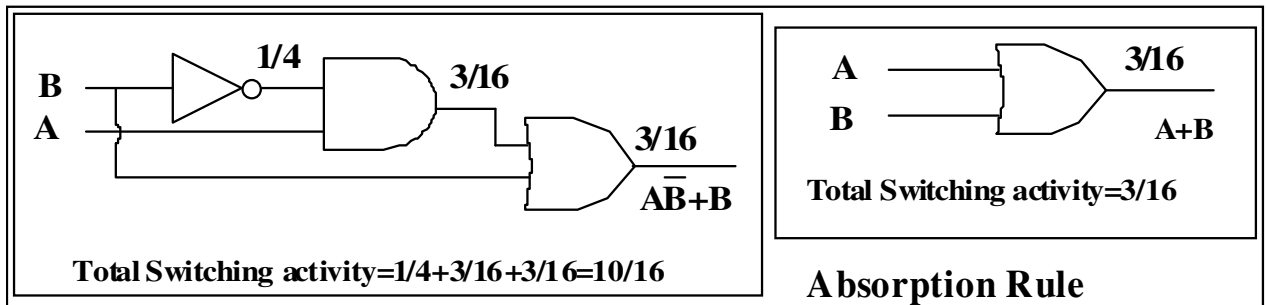 1/4
B
3/16
A
3/16
AB̅+B
Total Switching activity=1/4+3/16+3/16=10/16
A
3/16
B
A+B
Total Switching activity=3/16
Absorption Rule